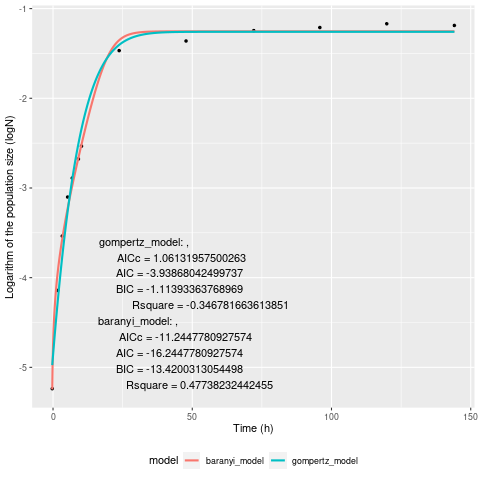 -1
-2
-3
-4
-5
Logarithm of the population size (logN)
gompertz_model: ,
AICc = 1.06131957500263
AIC = -3.93868042499737
BIC = -1.11393363768969
Rsquare = -0.346781663613851
baranyi_model: ,
AICc = -11.2447780927574
AIC = -16.2447780927574
BIC = -13.4200313054498
Rsquare = 0.47738232442455
0 50 100 150
Time (h)
model baranyi_model gompertz_model